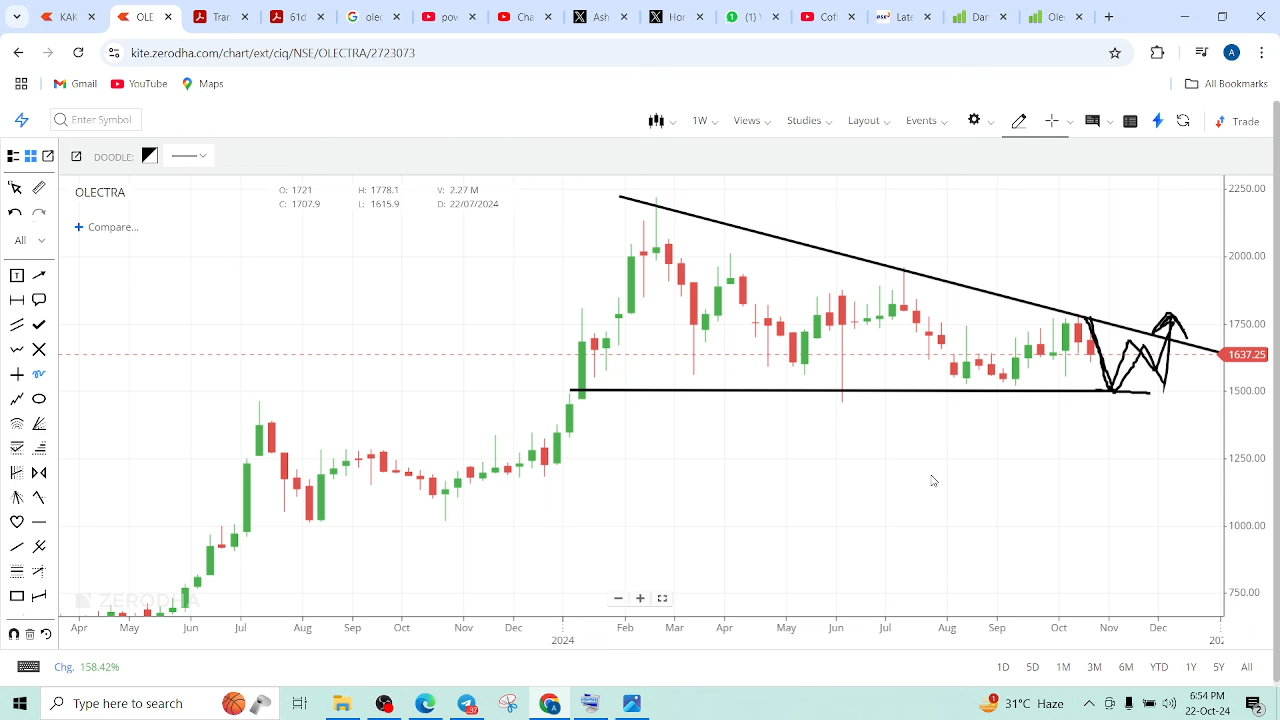 KAK
OLE
Trar
61d
olec
pov
Cha
Ash
Hor
(1)
Cof
Late
Dar
Ole
kite.zerodha.com/chart/ext/ciq/NSE/OLECTRA/2723073
A
Gmail
YouTube
Maps
All Bookmarks
Enter Symbol
1W
Views
Studies
Layout
Events
Trade
DOODLE:
OLECTRA
O: 1721
H: 1778.1
V: 2.27 M
C: 1707.9
L: 1615.9
D: 22/07/2024
Compare...
All
2250.00
2000.00
1750.00
1637.25
1500.00
1250.00
1000.00
750.00
ZERODHA
Apr
May
Jun
Jul
Aug
Sep
Oct
Nov
Dec
2024
Feb
Mar
Apr
May
Jun
Jul
Aug
Sep
Oct
Nov
Dec
Chg. 158.42%
1D
5D
1M
3M
6M
YTD
1Y
5Y
All
Type here to search
31°C Haze
6:54 PM
22-Oct-24